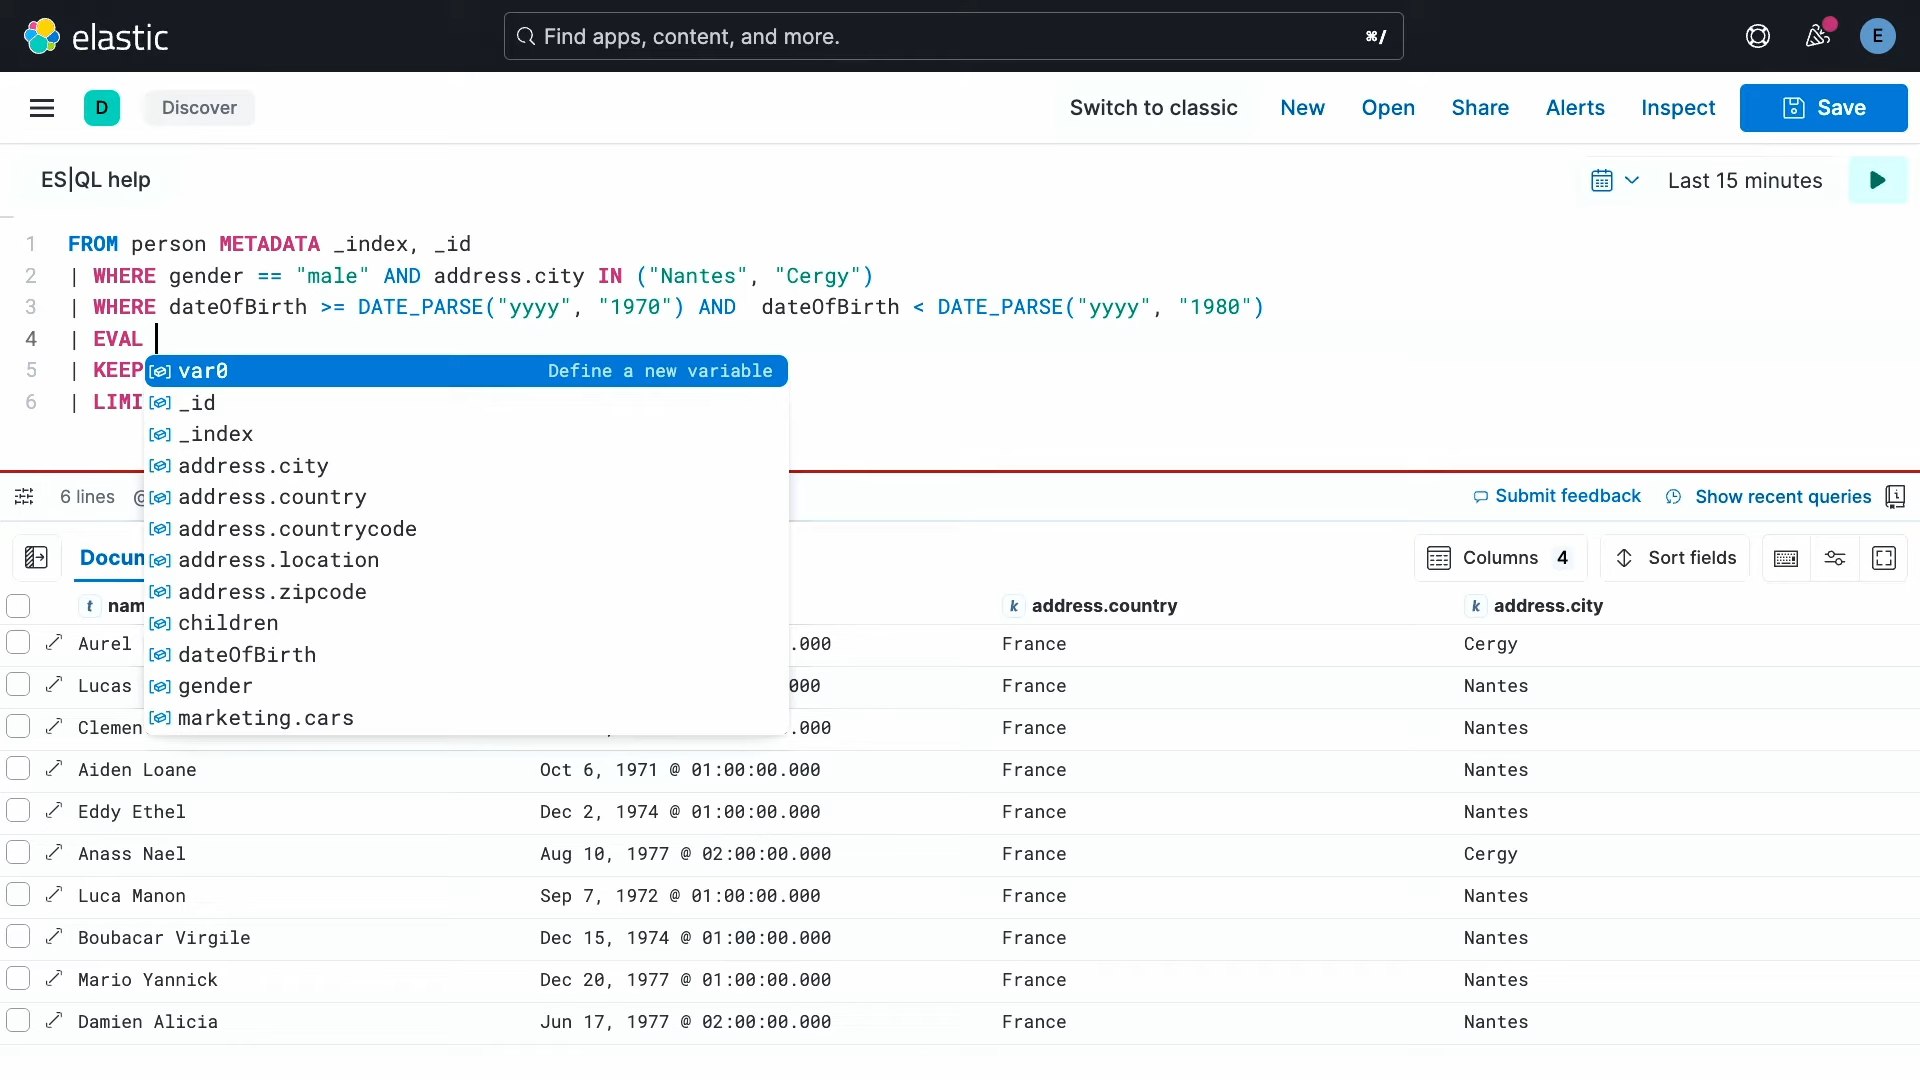 elastic
Find apps, content, and more. ⌘/
E
D Discover Switch to classic New Open Share Alerts Inspect Save
ES|QL help Last 15 minutes
1 FROM person METADATA _index, _id
2 | WHERE gender == "male" AND address.city IN ("Nantes", "Cergy")
3 | WHERE dateOfBirth >= DATE_PARSE("yyyy", "1970") AND  dateOfBirth < DATE_PARSE("yyyy", "1980")
4 | EVAL
5 | KEEP
6 | LIMI
var0 Define a new variable
_id
_index
address.city
address.country
address.countrycode
address.location
address.zipcode
children
dateOfBirth
gender
marketing.cars
6 lines Submit feedback Show recent queries
Docum Columns 4 Sort fields
t nam k address.country k address.city
Aurel .000 France Cergy
Lucas 000 France Nantes
Clemen .000 France Nantes
Aiden Loane Oct 6, 1971 @ 01:00:00.000 France Nantes
Eddy Ethel Dec 2, 1974 @ 01:00:00.000 France Nantes
Anass Nael Aug 10, 1977 @ 02:00:00.000 France Cergy
Luca Manon Sep 7, 1972 @ 01:00:00.000 France Nantes
Boubacar Virgile Dec 15, 1974 @ 01:00:00.000 France Nantes
Mario Yannick Dec 20, 1977 @ 01:00:00.000 France Nantes
Damien Alicia Jun 17, 1977 @ 02:00:00.000 France Nantes